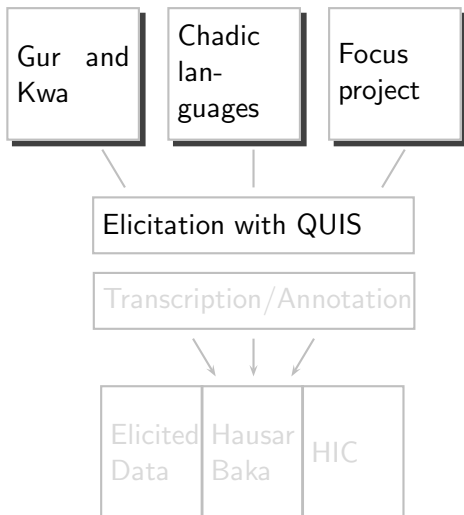 Gur and
Kwa
Chadic
lan-
guages
Focus
project
Elicitation with QUIS
Transcription/Annotation
Elicited
Data
Hausar
Baka
HIC